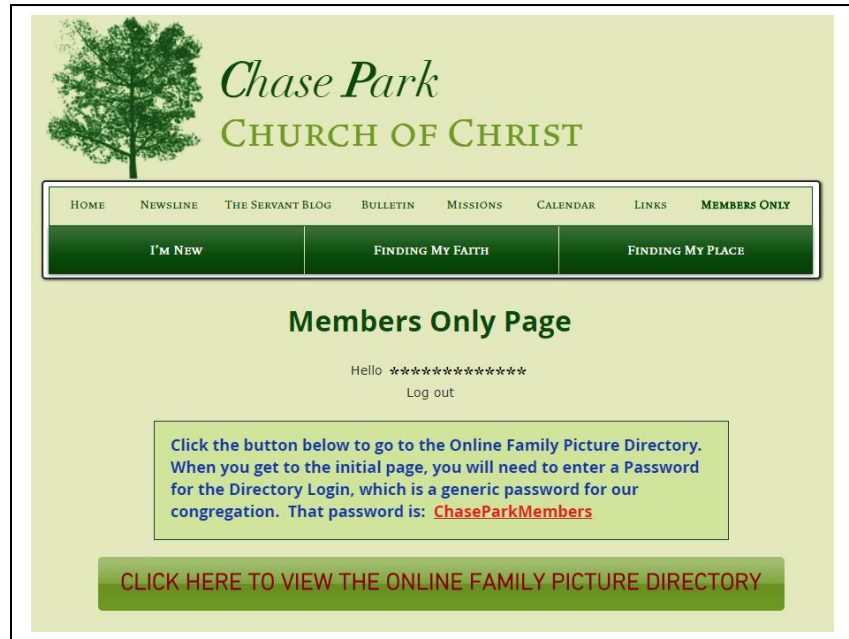 Chase Park
CHURCH OF CHRIST
HOME NEWSLINE THE SERVANT BLOG BULLETIN MISSIONS CALENDAR LINKS MEMBERS ONLY
I'M NEW FINDING MY FAITH FINDING MY PLACE
Members Only Page
Hello *************
Log out
Click the button below to go to the Online Family Picture Directory.
When you get to the initial page, you will need to enter a Password
for the Directory Login, which is a generic password for our
congregation. That password is: ChaseParkMembers
CLICK HERE TO VIEW THE ONLINE FAMILY PICTURE DIRECTORY